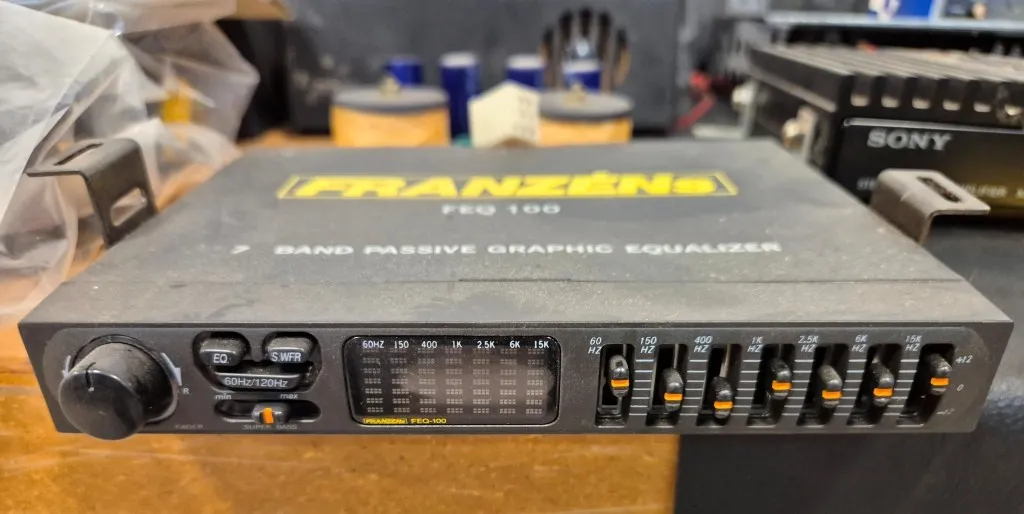 FRANZÉNs
FEQ 100
7 BAND PASSIVE GRAPHIC EQUALIZER
SONY
EQ
S.WFR
60Hz/120Hz
min max
SUPER BASS
R
FADER
60HZ 150 400 1K 2.5K 6K 15K
FRANZÉNs FEQ-100
60 HZ 150 HZ 400 HZ 1K HZ 2.5K HZ 6K HZ 15K HZ
+12
0
-12